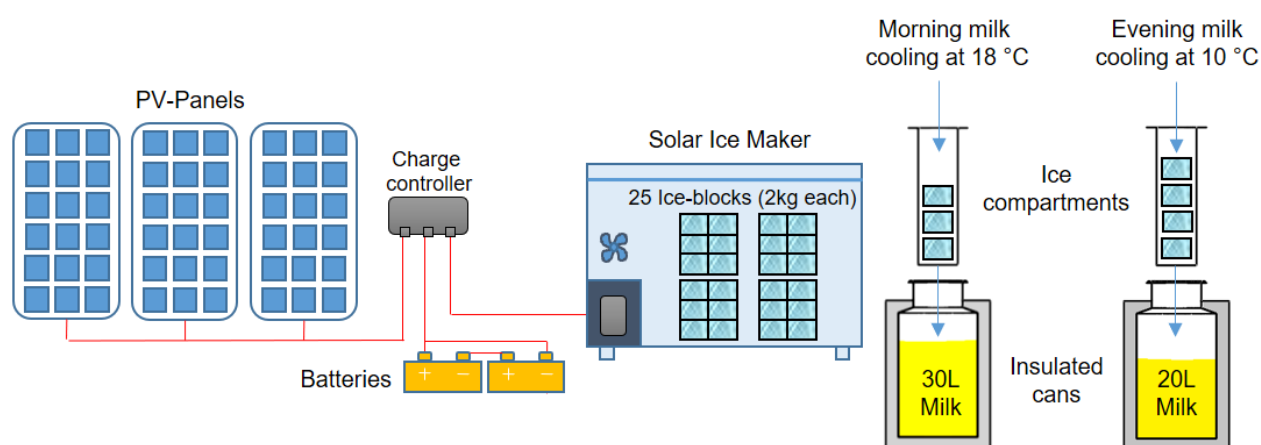 PV-Panels
Charge
controller
Batteries
+ − + −
Solar Ice Maker
25 Ice-blocks (2kg each)
Morning milk
cooling at 18 °C
Evening milk
cooling at 10 °C
Ice
compartments
Insulated
cans
30L
Milk
20L
Milk